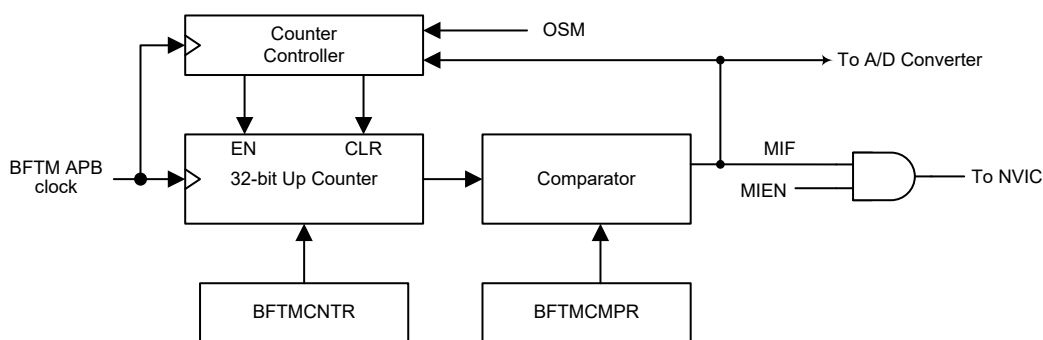 Counter
Controller
OSM
To A/D Converter
EN
CLR
BFTM APB
clock
32-bit Up Counter
Comparator
MIF
MIEN
To NVIC
BFTMCNTR
BFTMCMPR